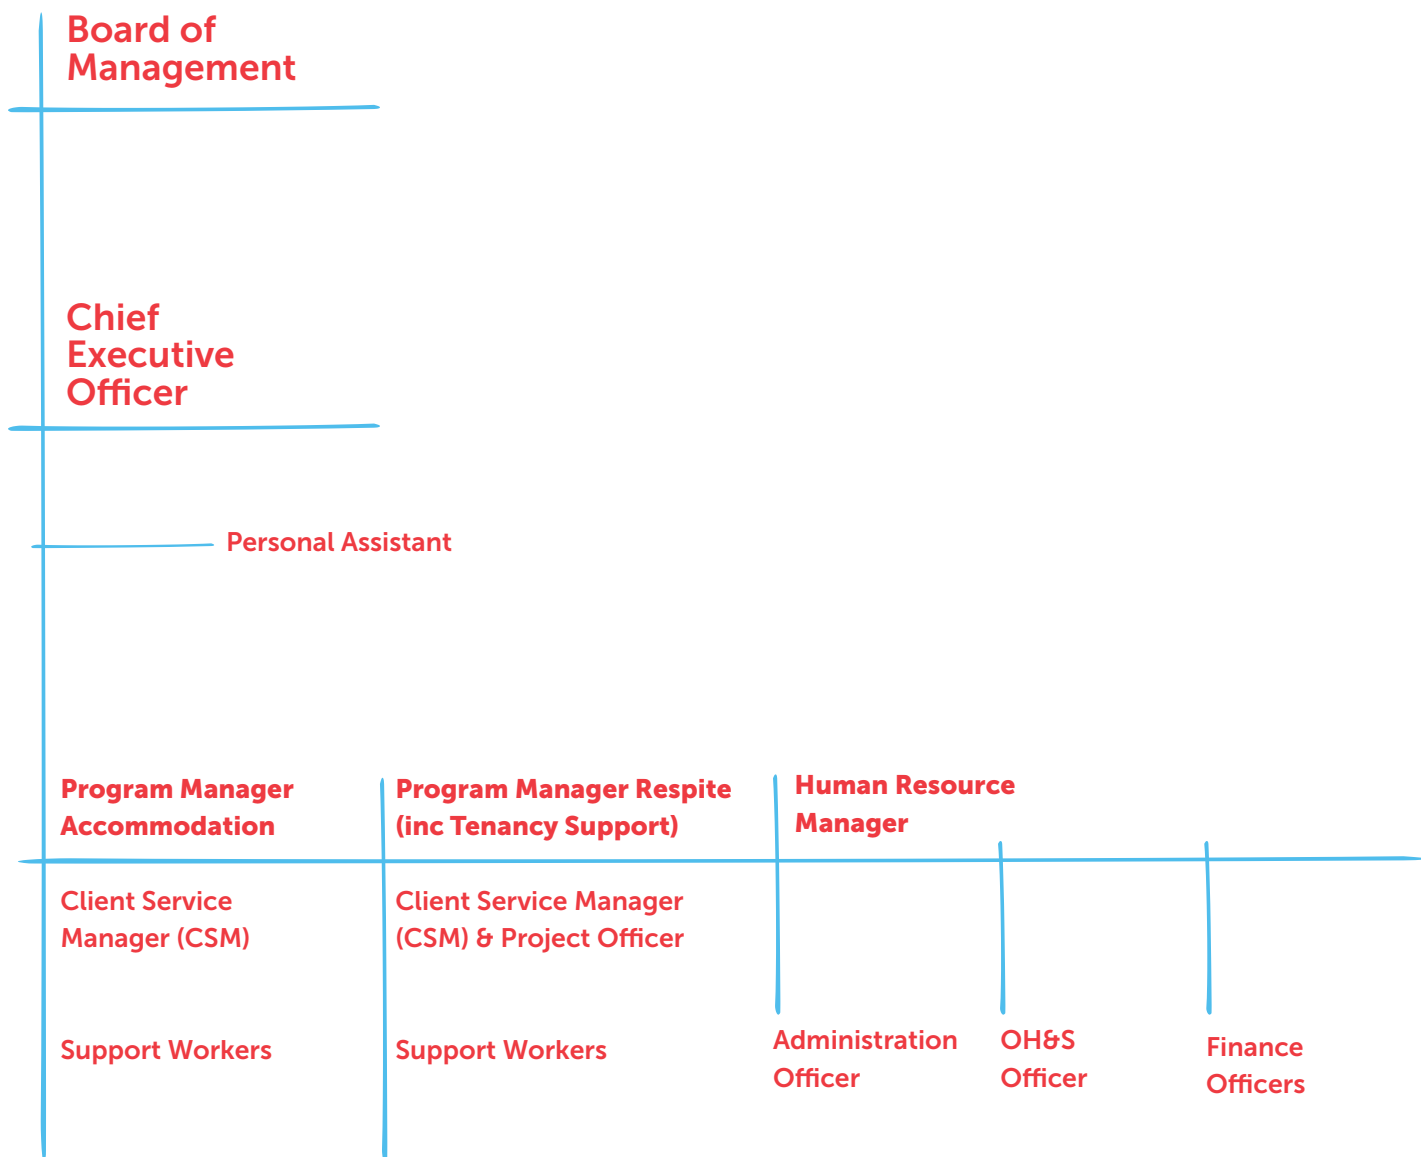 Board of
Management
Chief
Executive
Officer
Personal Assistant
Program Manager
Accommodation
Program Manager Respite
(inc Tenancy Support)
Human Resource
Manager
Client Service
Manager (CSM)
Client Service Manager
(CSM) & Project Officer
Support Workers
Support Workers
Administration
Officer
OH&S
Officer
Finance
Officers